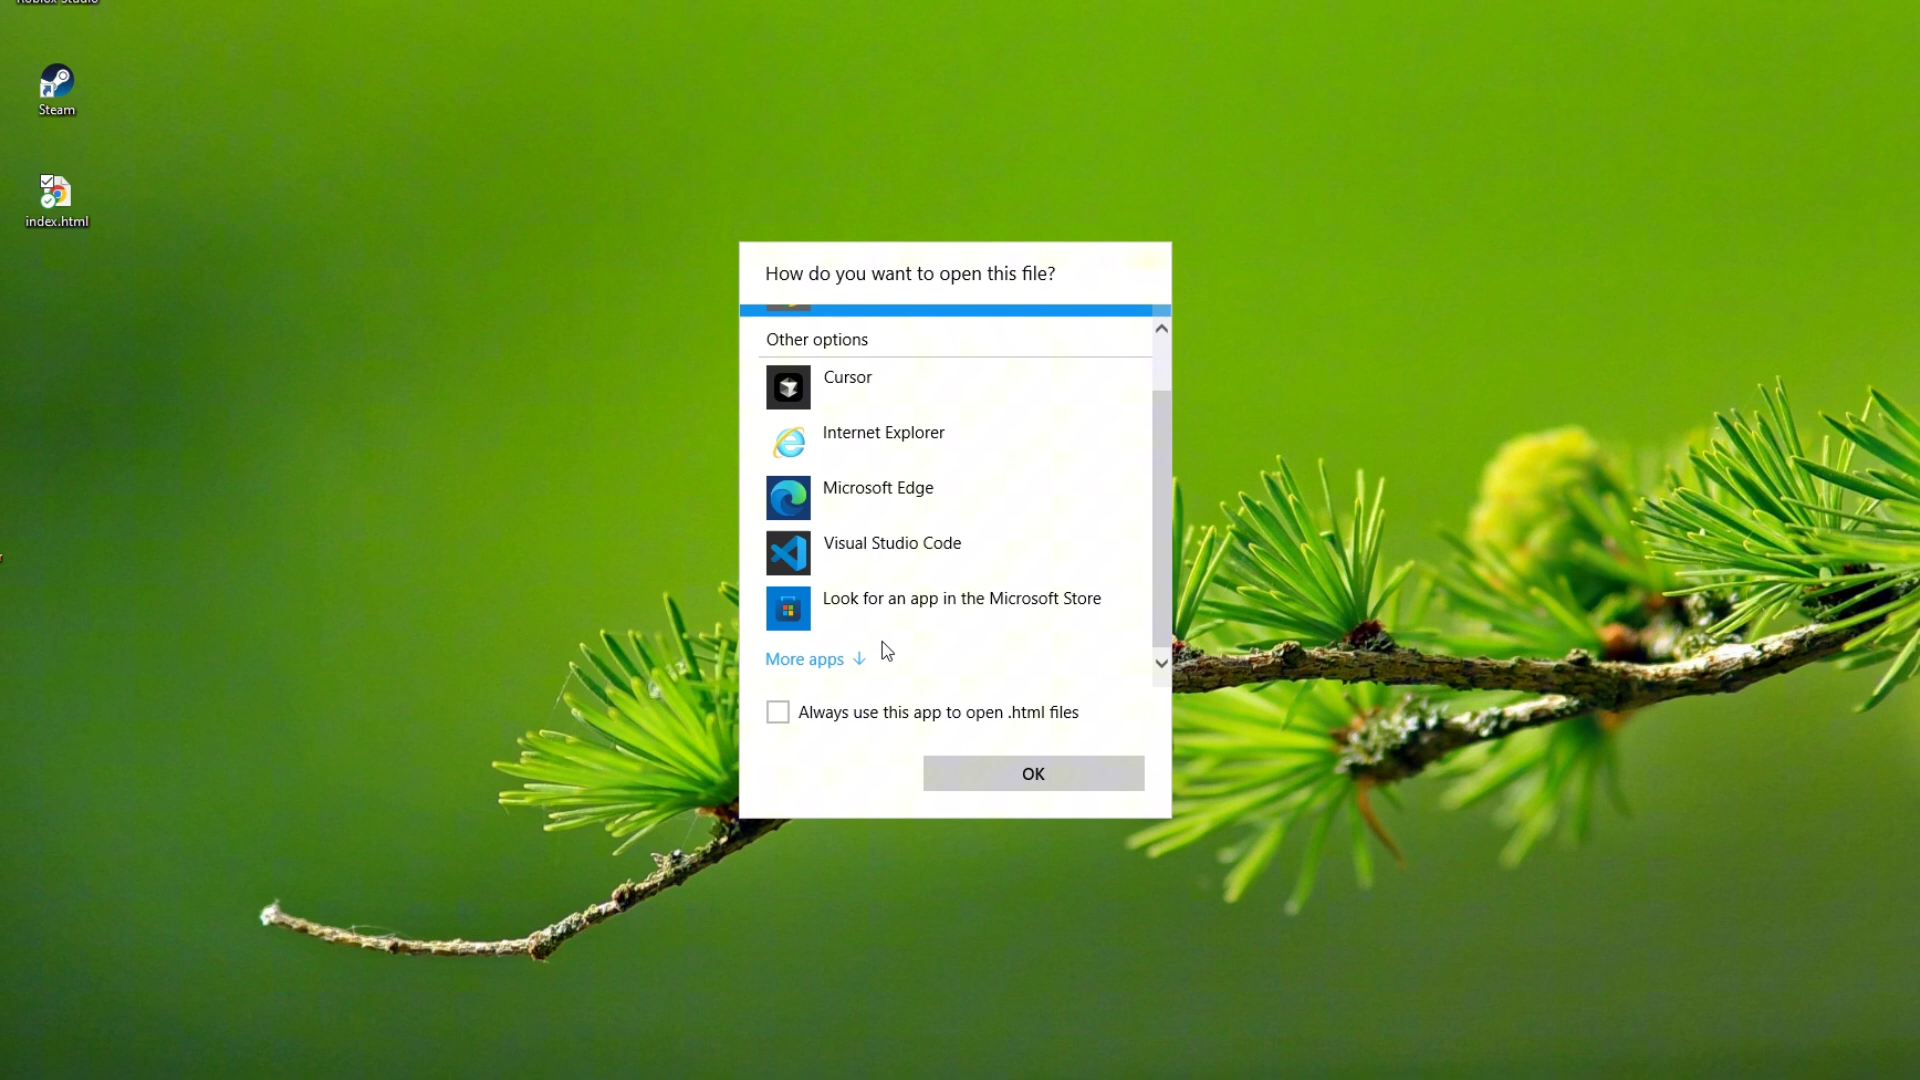 Roblox Studio
Steam
index.html
How do you want to open this file?
Other options
Cursor
Internet Explorer
Microsoft Edge
Visual Studio Code
Look for an app in the Microsoft Store
More apps
Always use this app to open .html files
OK